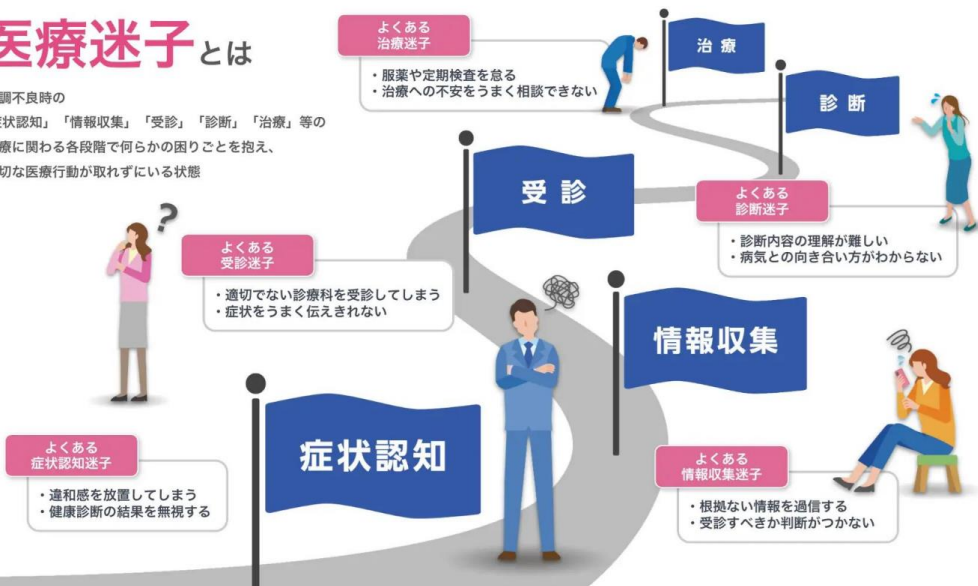 医療迷子とは
調不良時の
状認知」「情報収集」「受診」「診断」「治療」等の
療に関わる各段階で何らかの困りごとを抱え、
切な医療行動が取れずにいる状態
よくある
治療迷子
・服薬や定期検査を怠る
・治療への不安をうまく相談できない
治療
診断
よくある
診断迷子
・診断内容の理解が難しい
・病気との向き合い方がわからない
受診
よくある
受診迷子
・適切でない診療科を受診してしまう
・症状をうまく伝えきれない
?
情報収集
よくある
情報収集迷子
・根拠ない情報を過信する
・受診すべきか判断がつかない
症状認知
よくある
症状認知迷子
・違和感を放置してしまう
・健康診断の結果を無視する